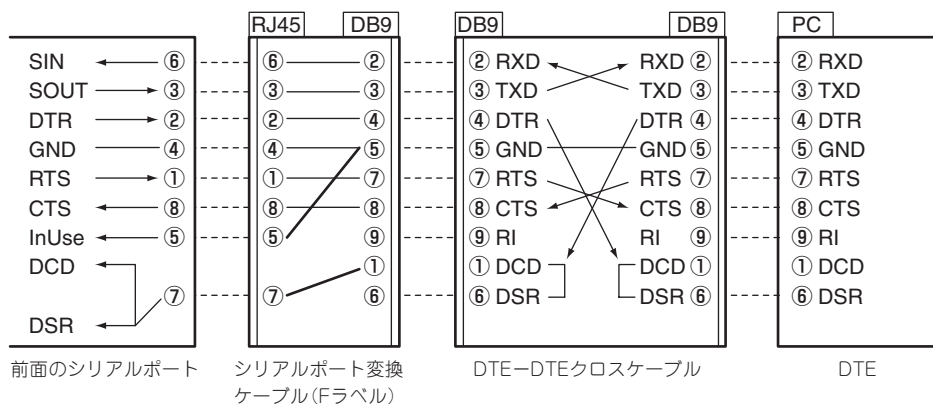 RJ45 DB9 DB9 DB9 PC
SIN ⑥ ⑥ ② ② RXD RXD ② ② RXD
SOUT ③ ③ ③ ③ TXD TXD ③ ③ TXD
DTR ② ② ④ ④ DTR DTR ④ ④ DTR
GND ④ ④ ⑤ ⑤ GND GND ⑤ ⑤ GND
RTS ① ① ⑦ ⑦ RTS RTS ⑦ ⑦ RTS
CTS ⑧ ⑧ ⑧ ⑧ CTS CTS ⑧ ⑧ CTS
InUse ⑤ ⑤ ⑨ ⑨ RI RI ⑨ ⑨ RI
DCD ① ① DCD DCD ① ① DCD
⑦ ⑦ ⑥ ⑥ DSR DSR ⑥ ⑥ DSR
DSR
前面のシリアルポート
シリアルポート変換
ケーブル(Fラベル)
DTE－DTEクロスケーブル
DTE